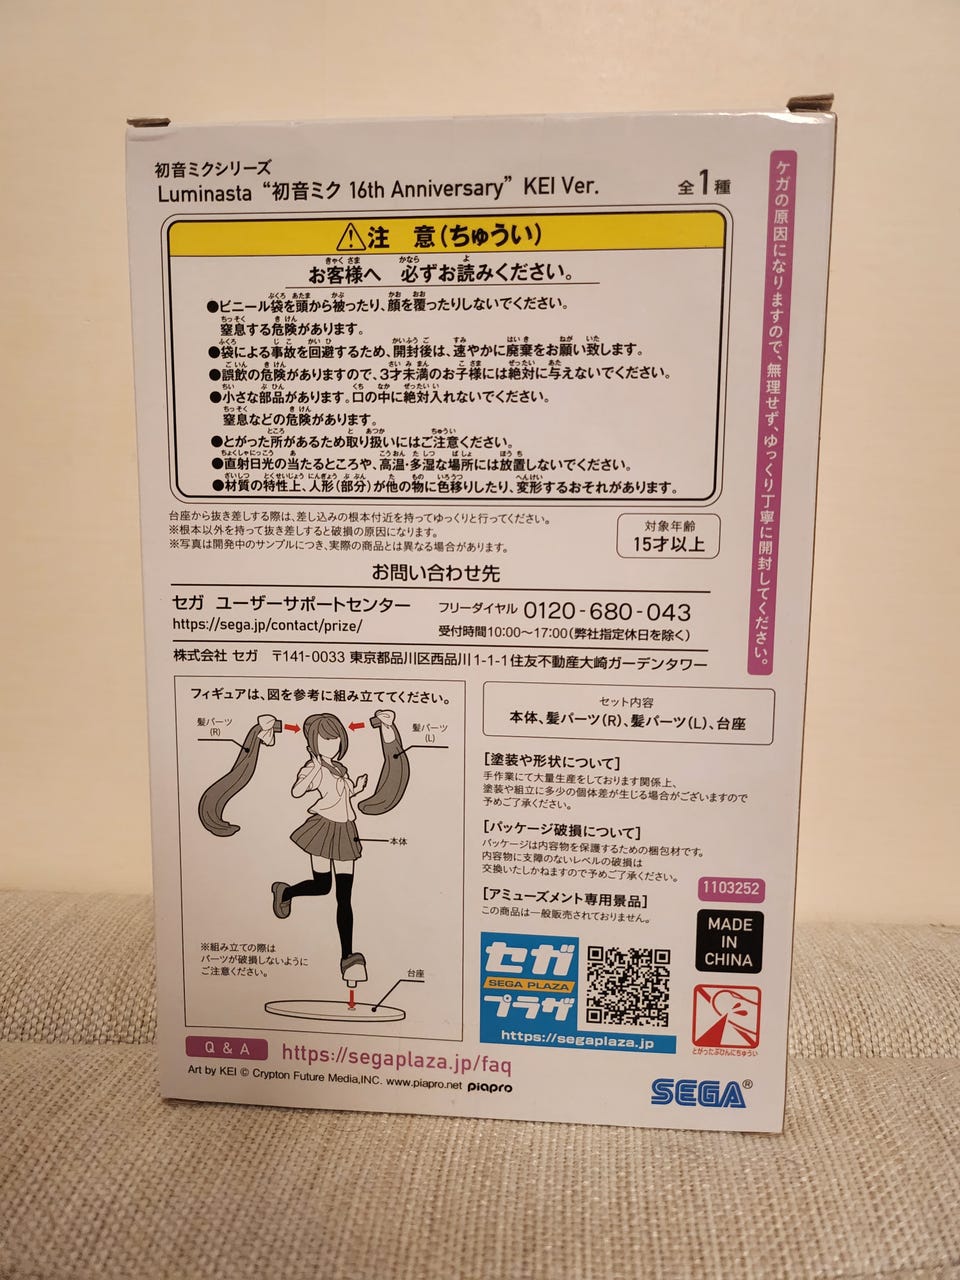 初音ミクシリーズ
Luminasta “初音ミク 16th Anniversary” KEI Ver.
全1種
⚠注 意(ちゅうい)
お客様へ 必ずお読みください。
●ビニール袋を頭から被ったり、顔を覆ったりしないでください。
窒息する危険があります。
●袋による事故を回避するため、開封後は、速やかに廃棄をお願い致します。
●誤飲の危険がありますので、3才未満のお子様には絶対に与えないでください。
●小さな部品があります。口の中に絶対入れないでください。
窒息などの危険があります。
●とがった所があるため取り扱いにはご注意ください。
●直射日光の当たるところや、高温・多湿な場所には放置しないでください。
●材質の特性上、人形(部分)が他の物に色移りしたり、変形するおそれがあります。
ケガの原因になりますので、無理せず、ゆっくり丁寧に開封してください。
台座から抜き差しする際は、差し込みの根本付近を持ってゆっくりと行ってください。
※根本以外を持って抜き差しすると破損の原因になります。
※写真は開発中のサンプルにつき、実際の商品とは異なる場合があります。
対象年齢
15才以上
お問い合わせ先
セガ ユーザーサポートセンター
https://sega.jp/contact/prize/
フリーダイヤル 0120-680-043
受付時間10:00〜17:00(弊社指定休日を除く)
株式会社 セガ 〒141-0033 東京都品川区西品川1-1-1住友不動産大崎ガーデンタワー
フィギュアは、図を参考に組み立ててください。
髪パーツ
(R)
髪パーツ
(L)
本体
※組み立ての際は
パーツが破損しないように
ご注意ください。
台座
セット内容
本体、髪パーツ(R)、髪パーツ(L)、台座
[塗装や形状について]
手作業にて大量生産をしております関係上、
塗装や組立に多少の個体差が生じる場合がございますので
予めご了承ください。
[パッケージ破損について]
パッケージは内容物を保護するための梱包材です。
内容物に支障のないレベルの破損は
交換いたしかねますので予めご了承ください。
[アミューズメント専用景品]
この商品は一般販売されておりません。
1103252
MADE
IN
CHINA
セガ
SEGA PLAZA
プラザ
https://segaplaza.jp
とがったぶひんにちゅうい
Q & A
https://segaplaza.jp/faq
Art by KEI © Crypton Future Media,INC. www.piapro.net piapro
SEGA®